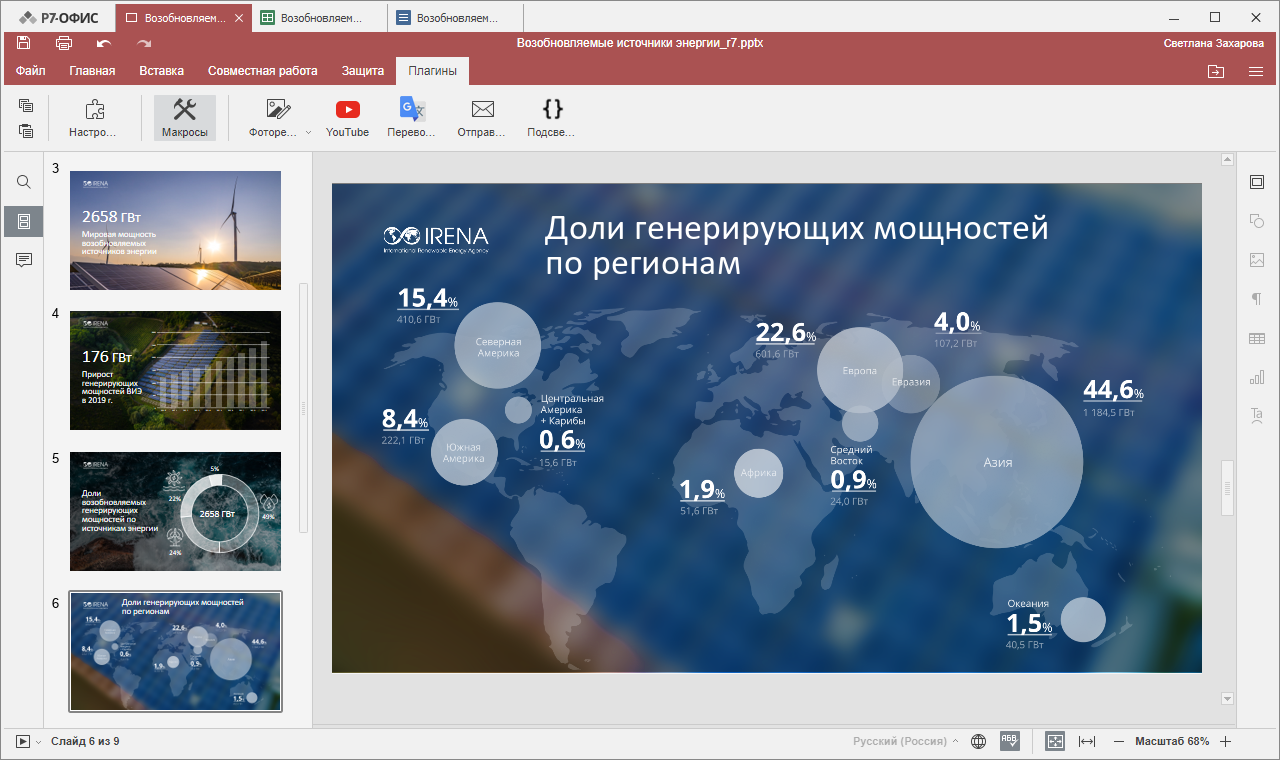 Р7-ОФИС
Возобновляем...
Возобновляем...
Возобновляем...
Возобновляемые источники энергии_r7.pptx
Светлана Захарова
Файл
Главная
Вставка
Совместная работа
Защита
Плагины
Настро...
Макросы
Фоторе...
YouTube
Перево...
Отправ...
Подсве...
3
IRENA
2658 ГВт
Мировая мощность
возобновляемых
источников энергии
4
IRENA
176 ГВт
Прирост
генерирующих
мощностей ВИЭ
в 2019 г.
5
IRENA
Доли
возобновляемых
генерирующих
мощностей по
источникам энергии
5%
22%
2658 ГВт
49%
24%
6
IRENA
Доли генерирующих мощностей
по регионам
15,4%
22,6%
4,0%
44,6%
8,4%
0,6%
1,9%
0,9%
1,5%
IRENA
International Renewable Energy Agency
Доли генерирующих мощностей
по регионам
15,4%
410,6 ГВт
Северная
Америка
22,6%
601,6 ГВт
Европа
4,0%
107,2 ГВт
Евразия
44,6%
1 184,5 ГВт
Азия
8,4%
222,1 ГВт
Южная
Америка
Центральная
Америка
+ Карибы
0,6%
15,6 ГВт
1,9%
51,6 ГВт
Африка
Средний
Восток
0,9%
24,0 ГВт
Океания
1,5%
40,5 ГВт
Слайд 6 из 9
Русский (Россия)
АБВ
Масштаб 68%